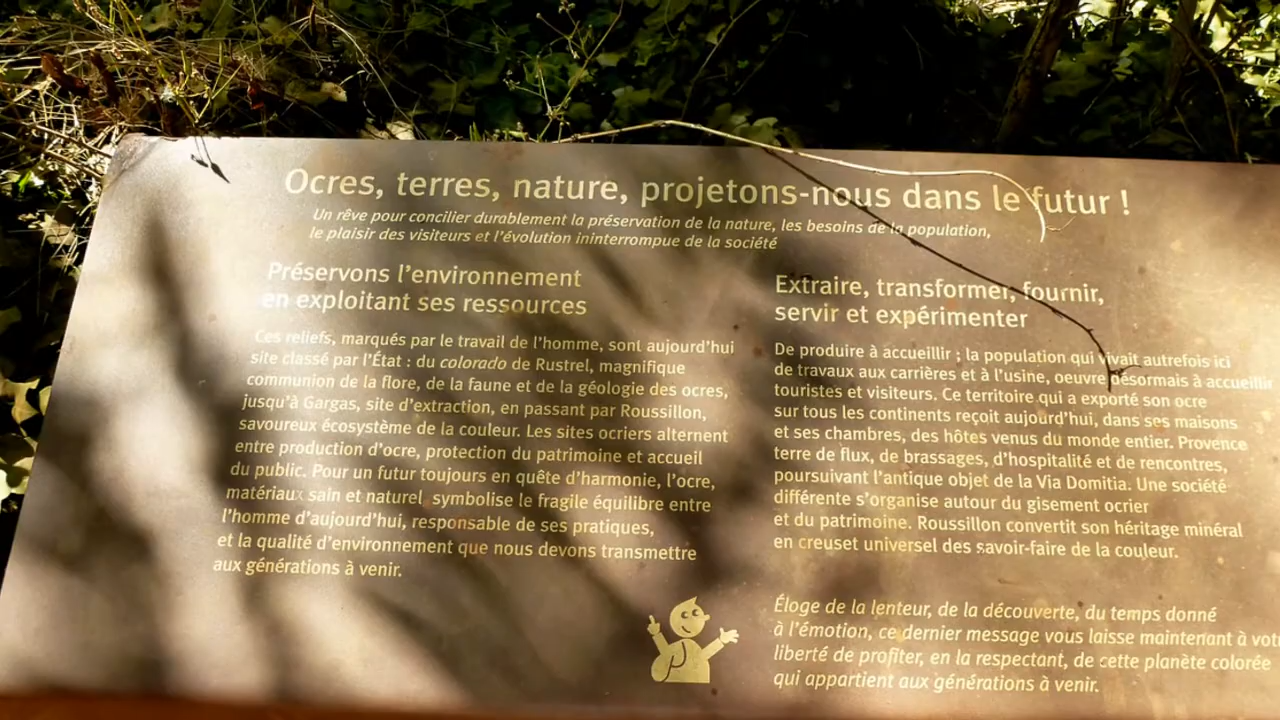 Ocres, terres, nature, projetons-nous dans le futur !
Un rêve pour concilier durablement la préservation de la nature, les besoins de la population,
le plaisir des visiteurs et l'évolution ininterrompue de la société
Préservons l'environnement
en exploitant ses ressources
Ces reliefs, marqués par le travail de l'homme, sont aujourd'hui
site classé par l'État : du colorado de Rustrel, magnifique
communion de la flore, de la faune et de la géologie des ocres,
jusqu'à Gargas, site d'extraction, en passant par Roussillon,
savoureux écosystème de la couleur. Les sites ocriers alternent
entre production d'ocre, protection du patrimoine et accueil
du public. Pour un futur toujours en quête d'harmonie, l'ocre,
matériaux sain et naturel symbolise le fragile équilibre entre
l'homme d'aujourd'hui, responsable de ses pratiques,
et la qualité d'environnement que nous devons transmettre
aux générations à venir.
Extraire, transformer, fournir,
servir et expérimenter
De produire à accueillir ; la population qui vivait autrefois ici
de travaux aux carrières et à l'usine, oeuvre désormais à accueillir
touristes et visiteurs. Ce territoire qui a exporté son ocre
sur tous les continents reçoit aujourd'hui, dans ses maisons
et ses chambres, des hôtes venus du monde entier. Provence
terre de flux, de brassages, d'hospitalité et de rencontres,
poursuivant l'antique objet de la Via Domitia. Une société
différente s'organise autour du gisement ocrier
et du patrimoine. Roussillon convertit son héritage minéral
en creuset universel des savoir-faire de la couleur.
Éloge de la lenteur, de la découverte, du temps donné
à l'émotion, ce dernier message vous laisse maintenant à
liberté de profiter, en la respectant, de cette planète colorée
qui appartient aux générations à venir.